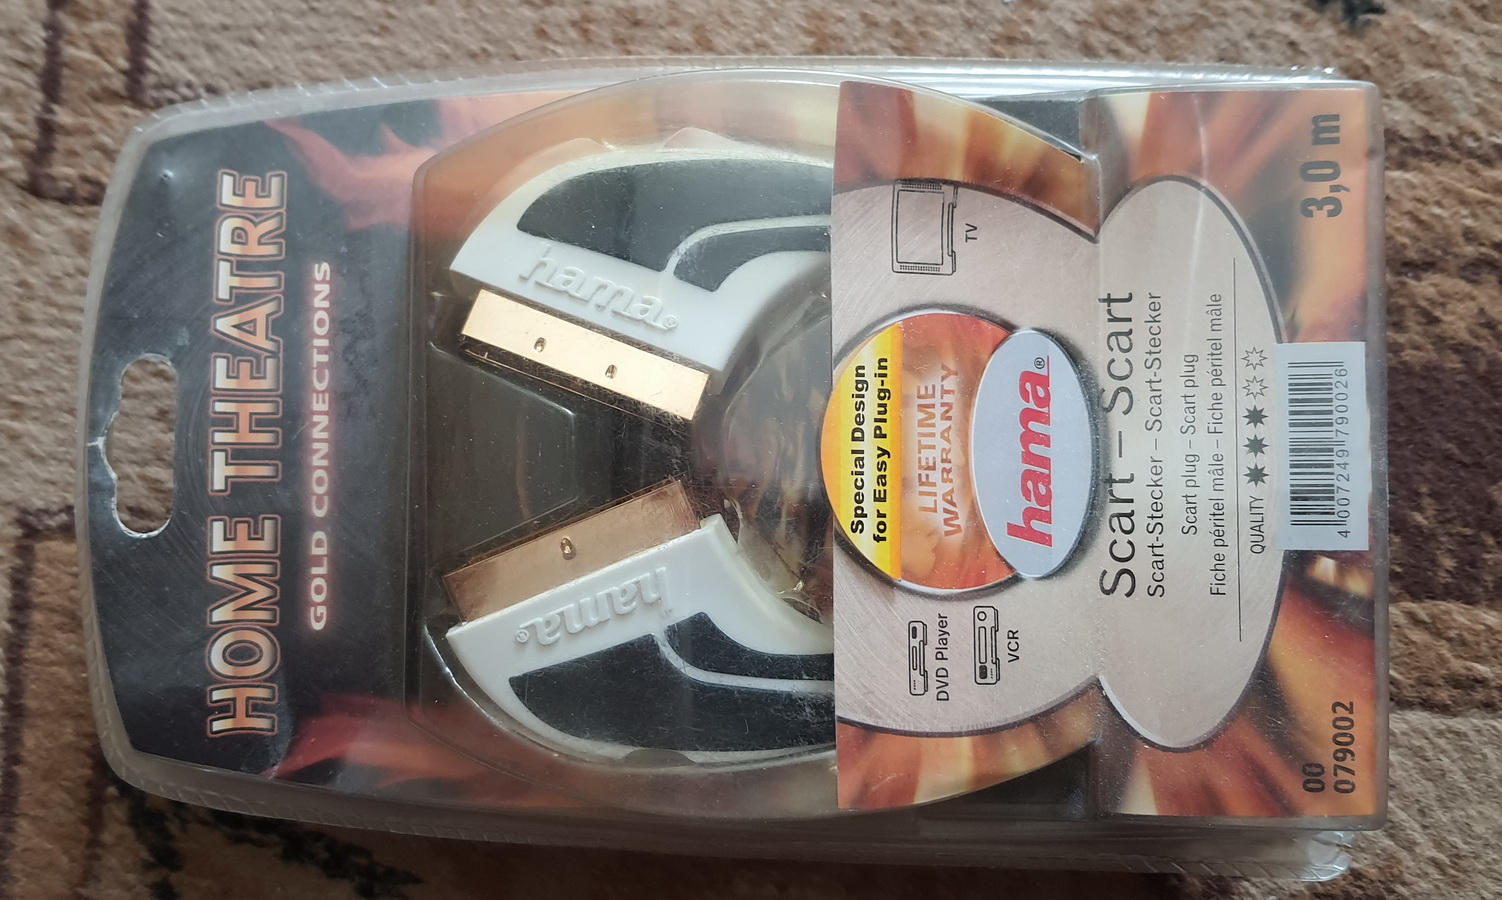 HOME THEATRE
GOLD CONNECTIONS
hama®
hama®
TV
Special Design
for Easy Plug-in
LIFETIME
WARRANTY
hama®
DVD Player
VCR
Scart – Scart
Scart-Stecker – Scart-Stecker
Scart plug – Scart plug
Fiche péritel mâle – Fiche péritel mâle
QUALITY
4 007249 790026
00
079002
3,0 m